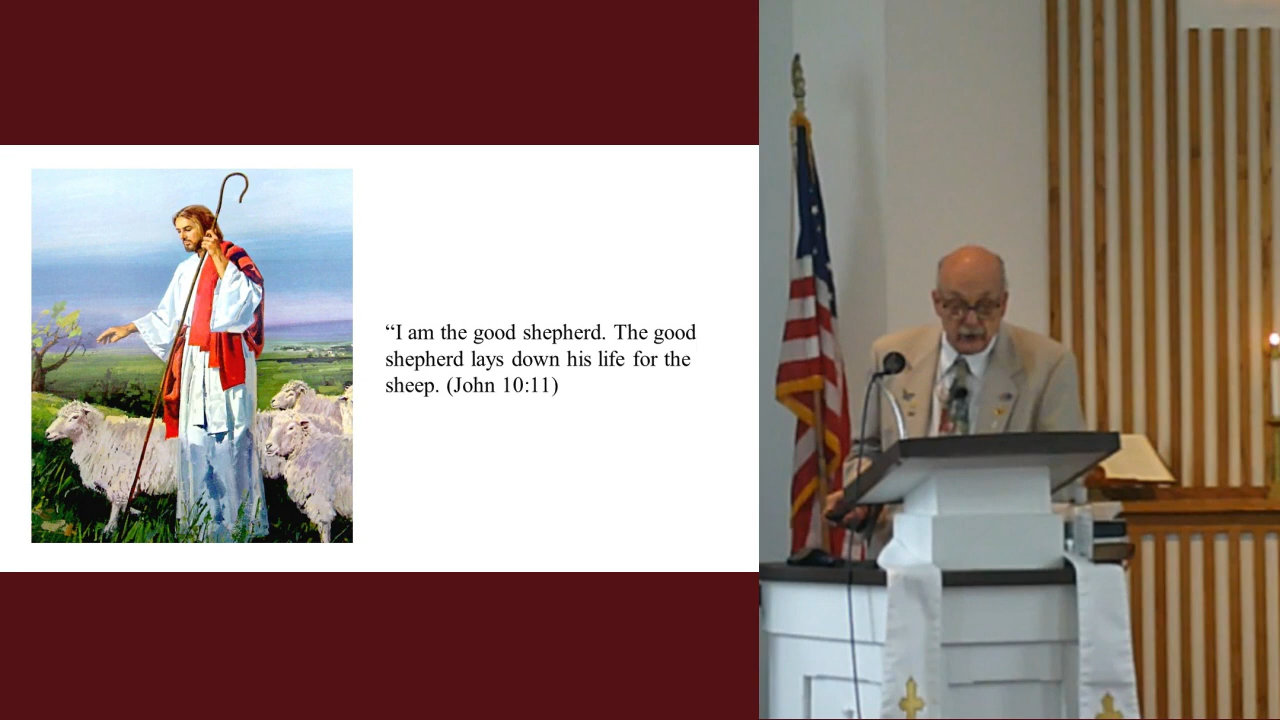 “I am the good shepherd. The good
shepherd lays down his life for the
sheep. (John 10:11)